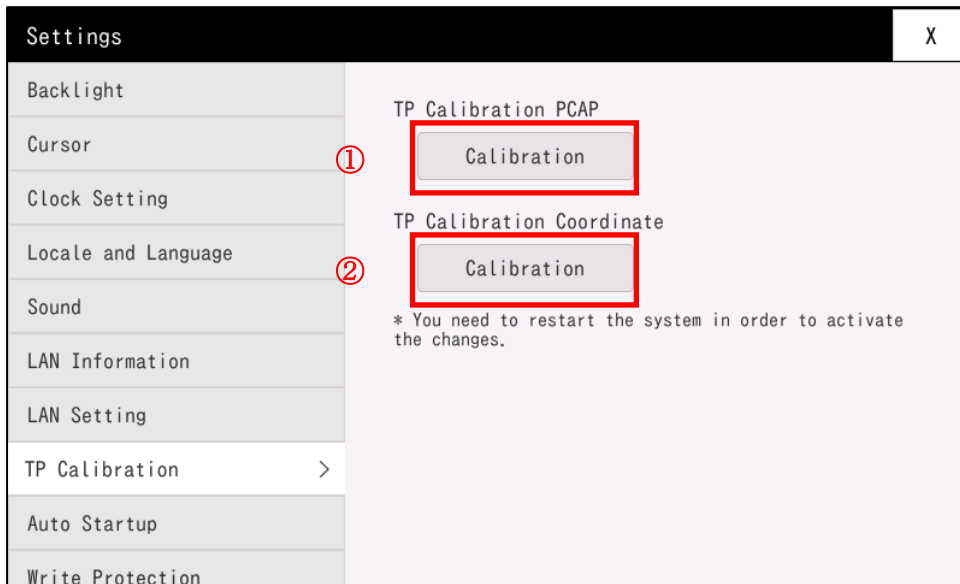 Settings
X
Backlight
Cursor
Clock Setting
Locale and Language
Sound
LAN Information
LAN Setting
TP Calibration >
Auto Startup
Write Protection
TP Calibration PCAP
① Calibration
TP Calibration Coordinate
② Calibration
* You need to restart the system in order to activate
the changes.